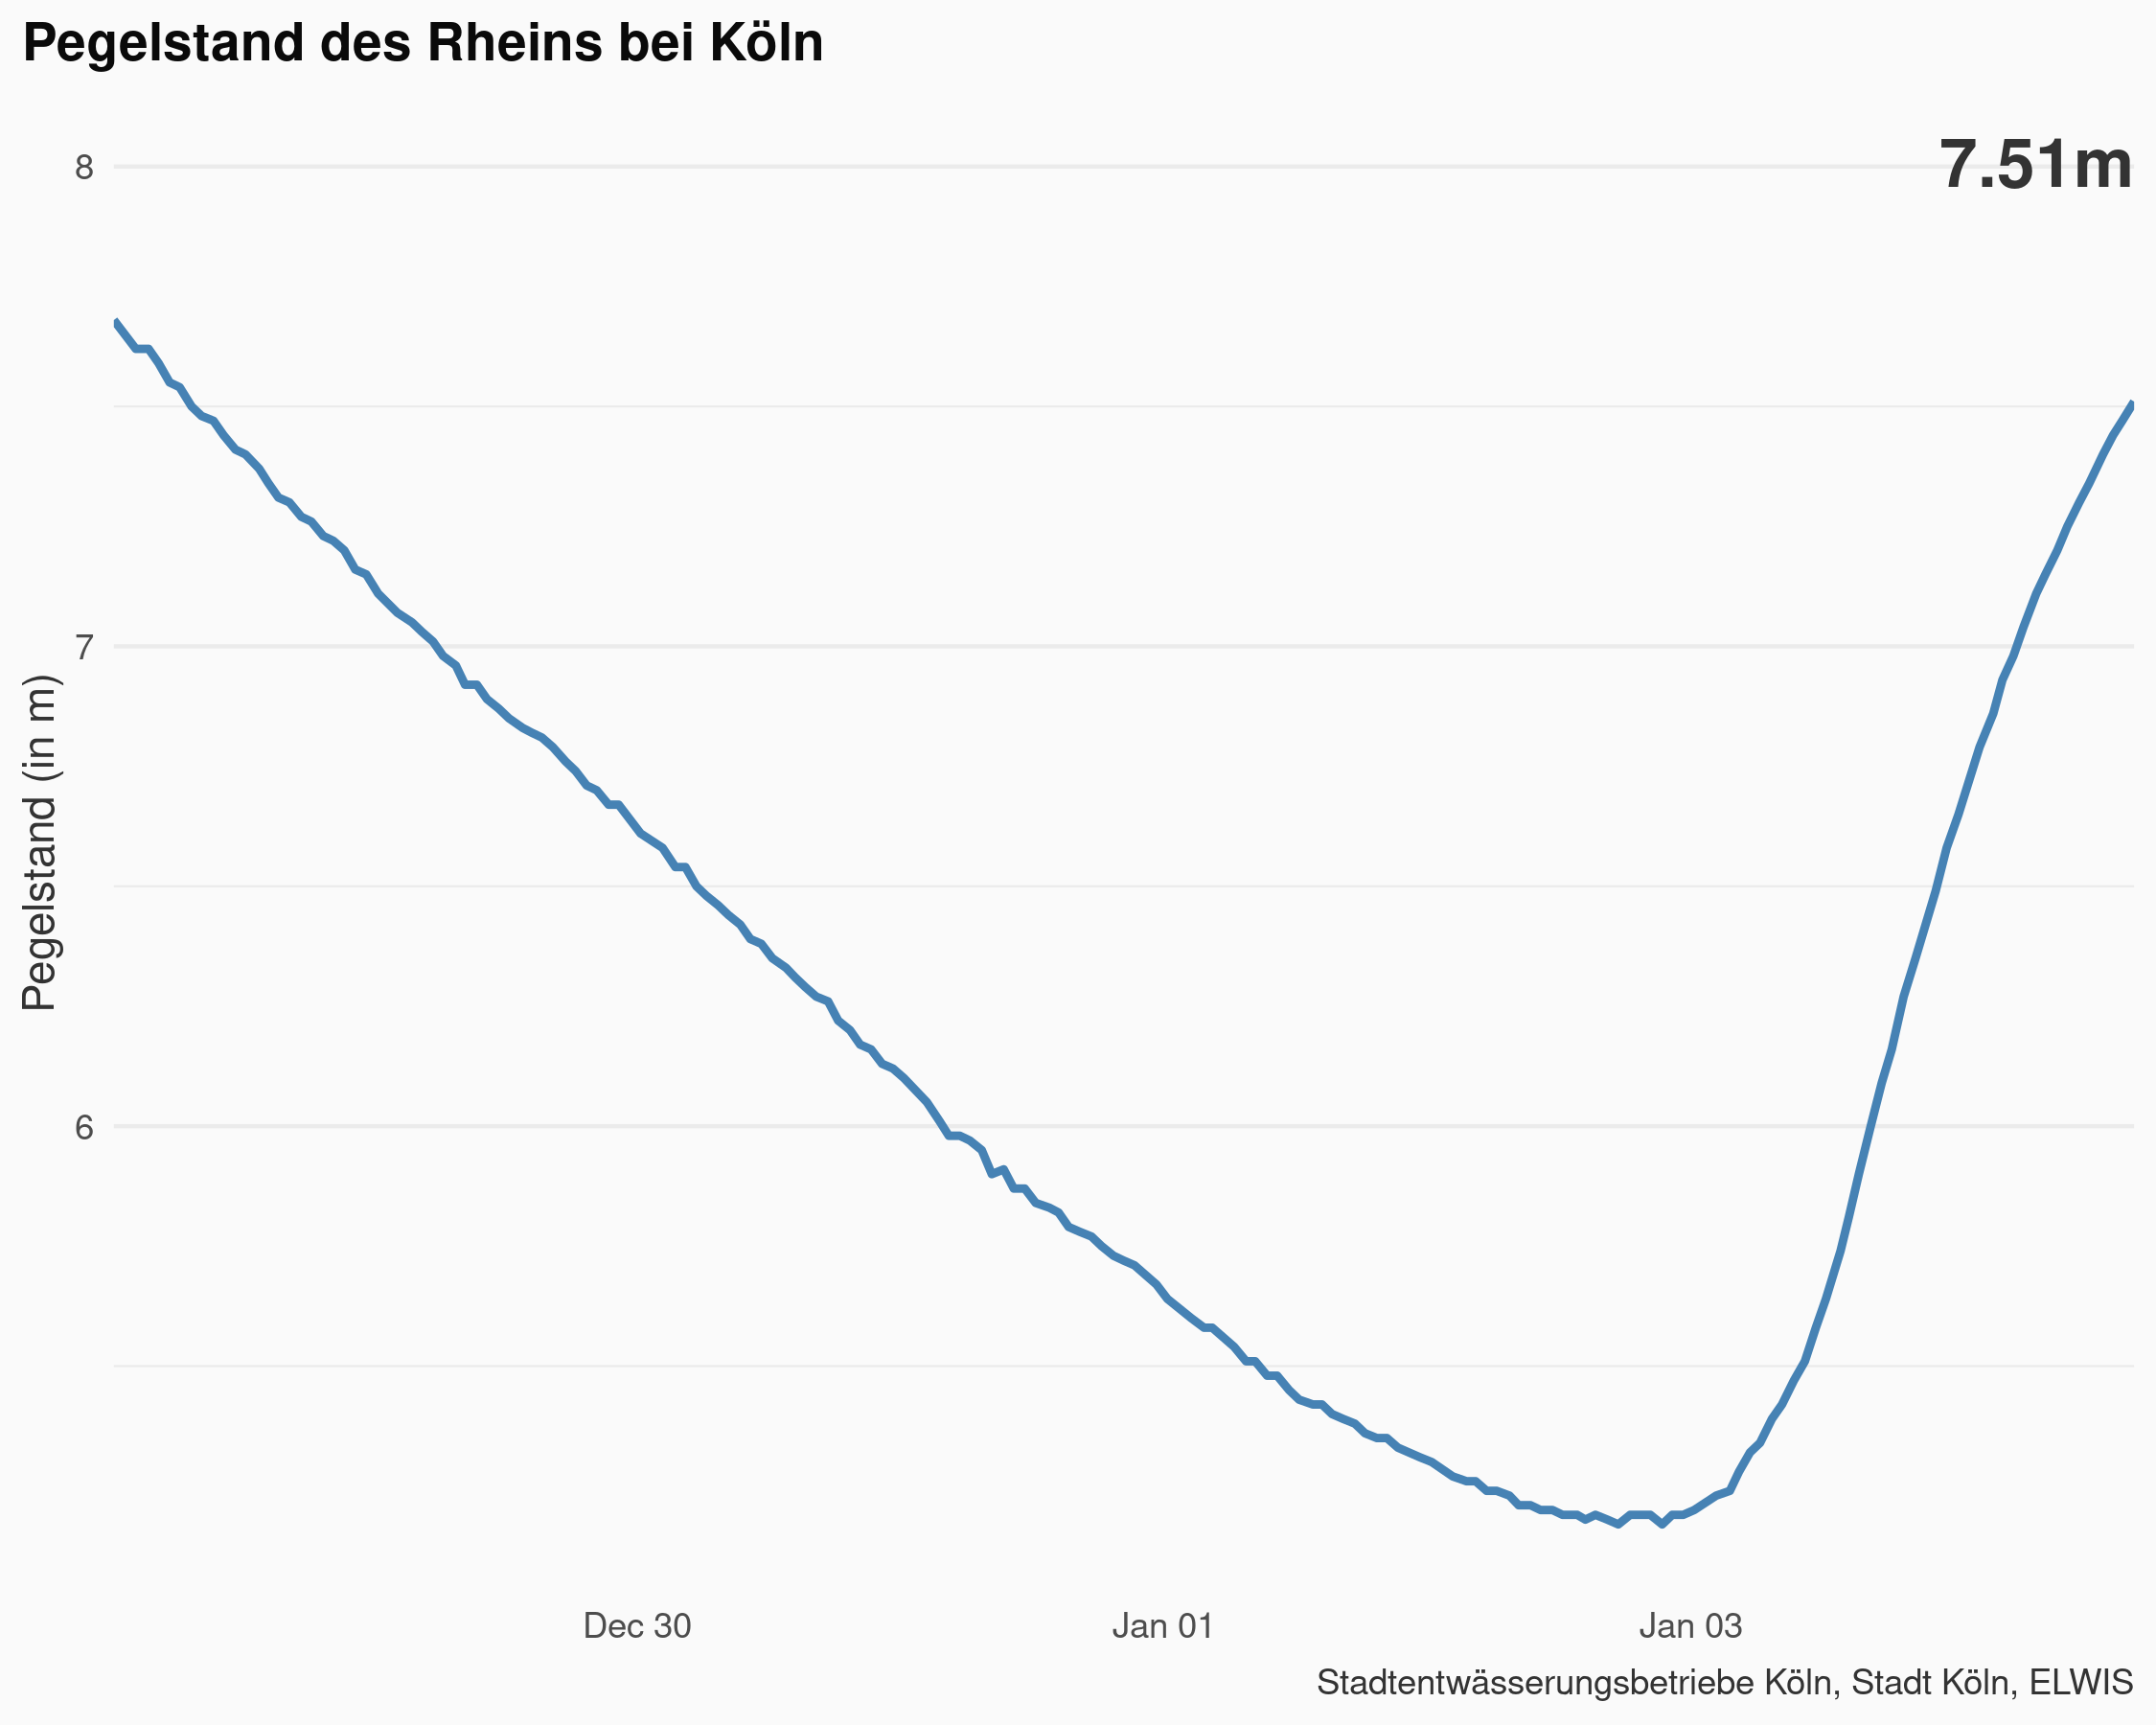 Pegelstand des Rheins bei Köln
7.51m
8
7
6
Pegelstand (in m)
Dec 30
Jan 01
Jan 03
Stadtentwässerungsbetriebe Köln, Stadt Köln, ELWIS